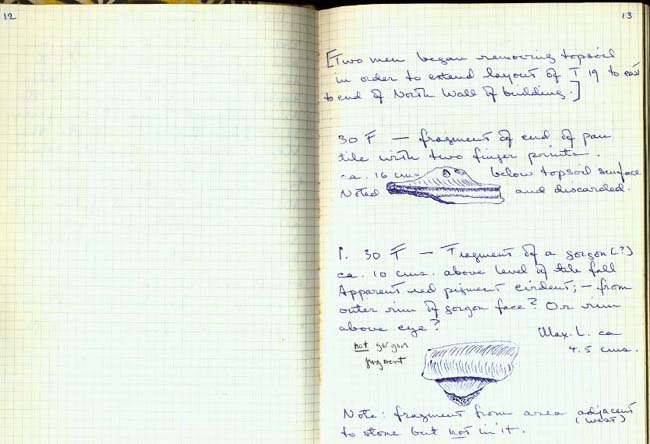 12
13
[Two men began removing topsoil
in order to extend layout of T 19 to east
to end of North Wall of building.]
30 F — fragment of end of pan
tile with two finger prints.
ca. 16 cms below topsoil surface
Noted and discarded.
1. 30 F — Fragment of a gorgon (?)
ca. 10 cms. above level of tile fall
Apparent red pigment evident; — from
outer rim of gorgon face? Or rim
above eye?
Max. L. ca
4.5 cms.
not gorgon
fragment
Note: fragment from area adjacent
(west)
to stone but not in it.